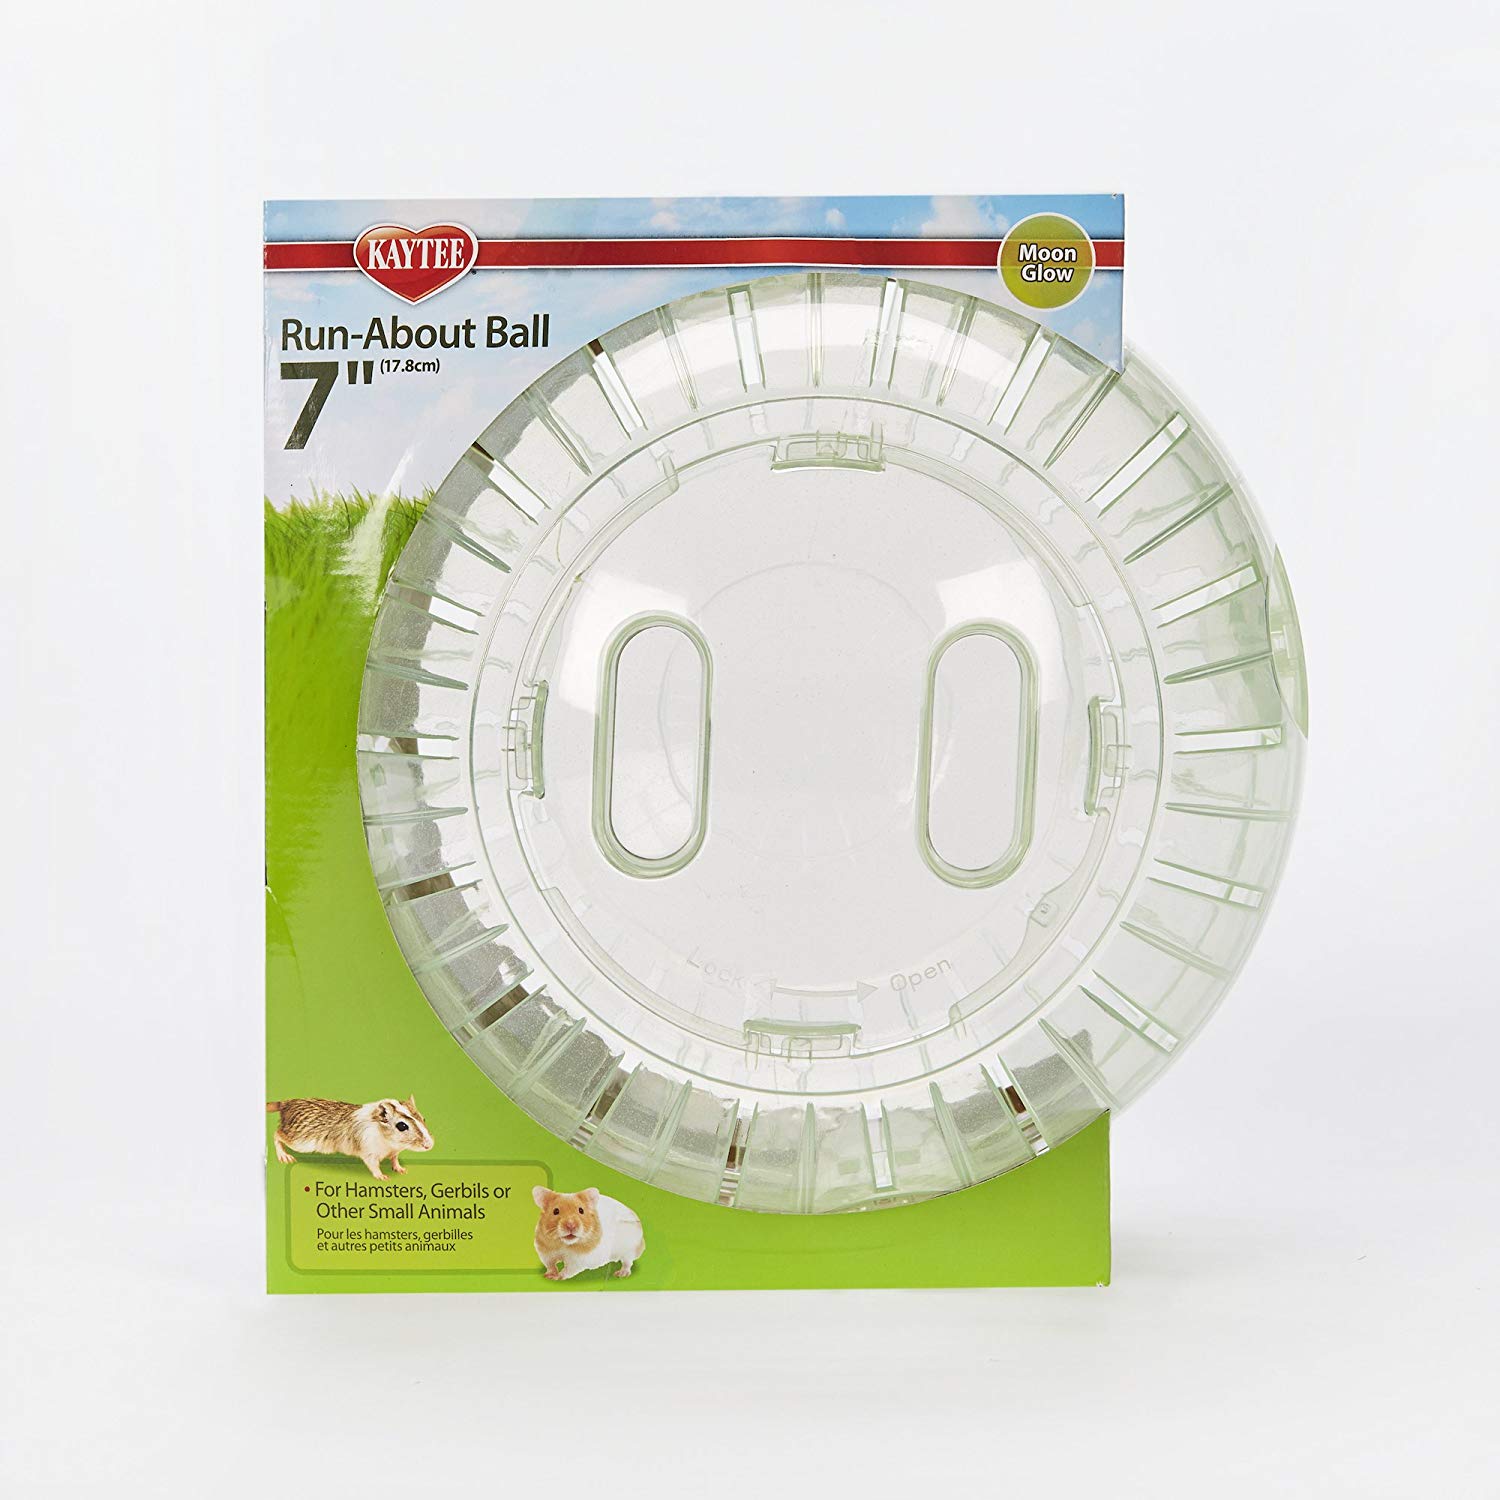 KAYTEE
Moon
Glow
Run-About Ball
7" (17.8cm)
Lock Open
• For Hamsters, Gerbils or
Other Small Animals
Pour les hamsters, gerbilles
et autres petits animaux